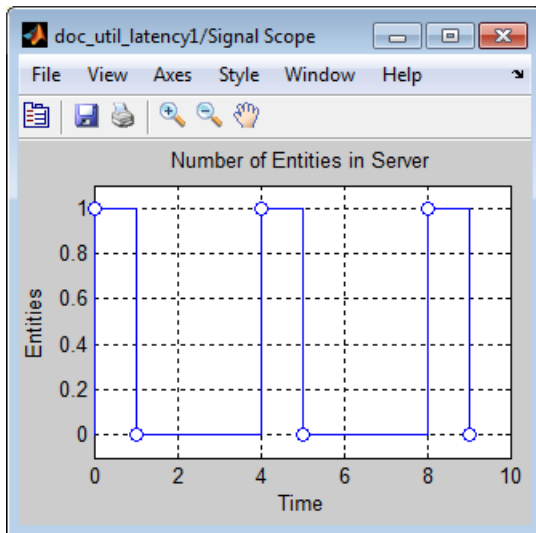 doc_util_latency1/Signal Scope
File View Axes Style Window Help
Number of Entities in Server
1
0.8
0.6
0.4
0.2
0
Entities
0 2 4 6 8 10
Time